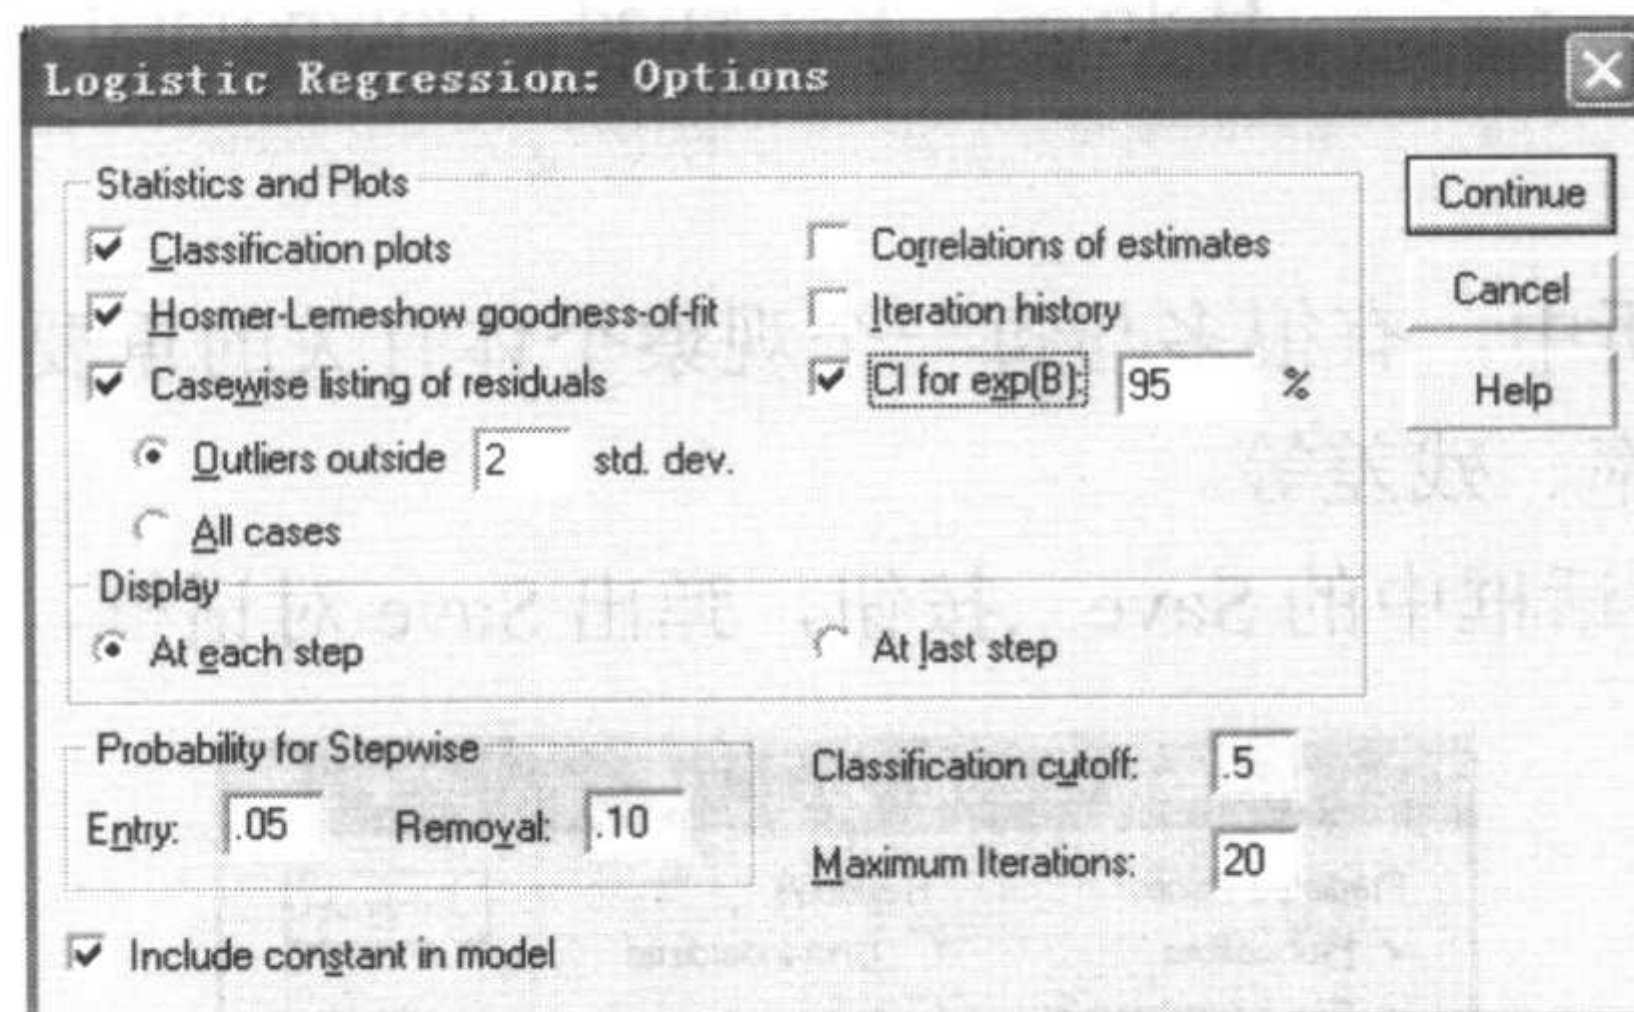 Logistic Regression: Options
Statistics and Plots
Classification plots
Correlations of estimates
Hosmer-Lemeshow goodness-of-fit
Iteration history
Casewise listing of residuals
CI for exp(B): 95 %
Outliers outside 2 std. dev.
All cases
Display
At each step
At last step
Probability for Stepwise
Entry: .05 Removal: .10
Classification cutoff: .5
Maximum Iterations: 20
Include constant in model
Continue
Cancel
Help